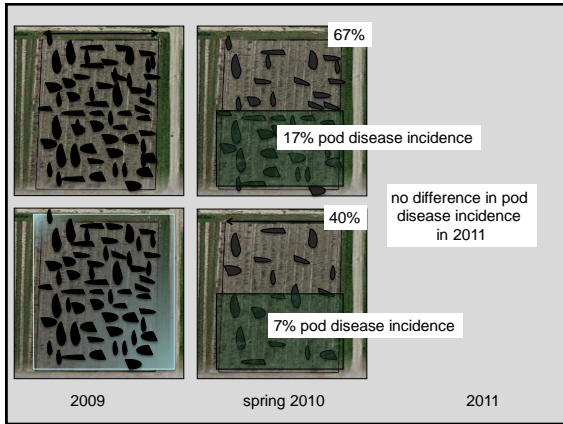 67%
17% pod disease incidence
no difference in pod
disease incidence
in 2011
40%
7% pod disease incidence
2009
spring 2010
2011